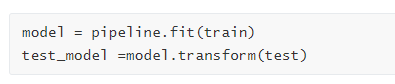 model = pipeline.fit(train)
test_model =model.transform(test)